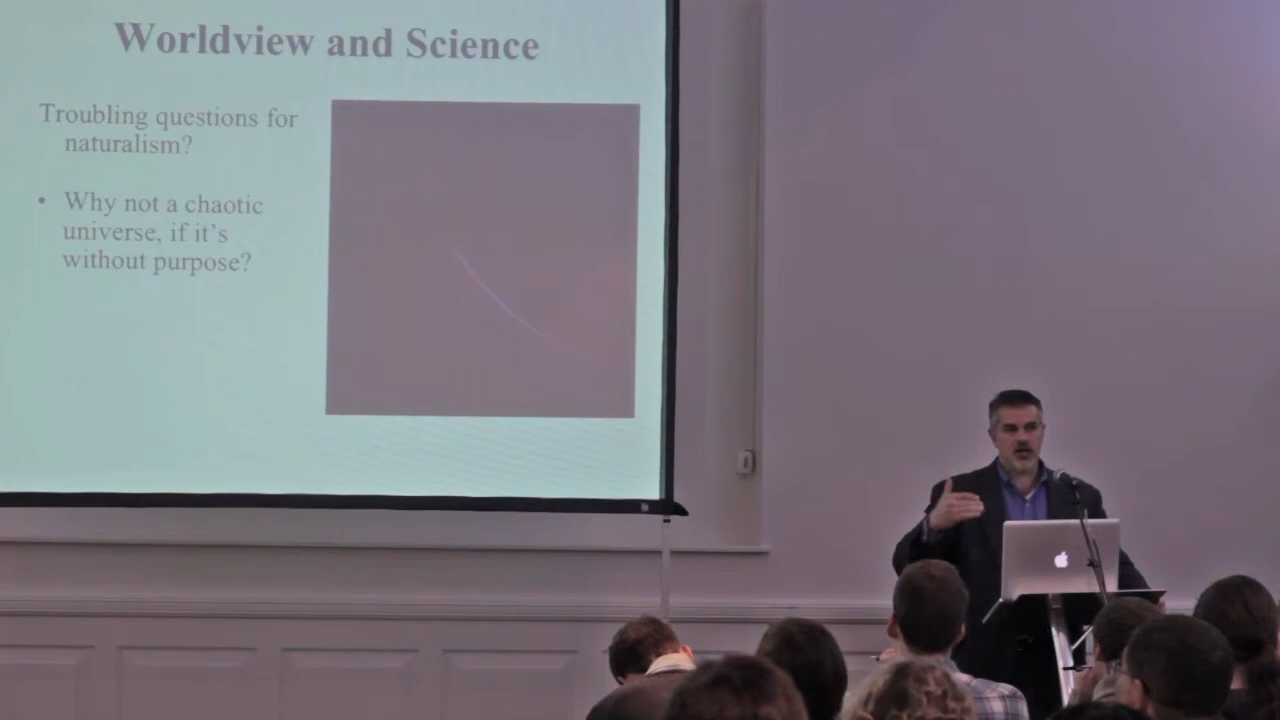 Worldview and Science
Troubling questions for
naturalism?
• Why not a chaotic
universe, if it's
without purpose?